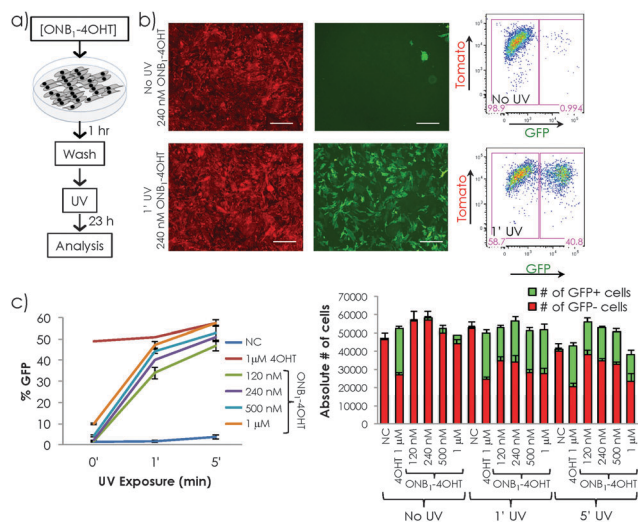 a)
[ONB₁-4OHT]
1 hr
Wash
UV
23 h
Analysis
b)
No UV
240 nM ONB₁-4OHT
Tomato
No UV
98.9
0.994
GFP
1' UV
240 nM ONB₁-4OHT
Tomato
1' UV
58.7
40.8
GFP
c)
% GFP
60
50
40
30
20
10
0
0'
1'
5'
UV Exposure (min)
NC
1µM 4OHT
120 nM
240 nM
500 nM
1 µM
ONB₁-4OHT
# of GFP+ cells
# of GFP- cells
Absolute # of cells
70000
60000
50000
40000
30000
20000
10000
0
NC
4OHT 1 µM
120 nM
240 nM
500 nM
1 µM
NC
4OHT 1 µM
120 nM
240 nM
500 nM
1 µM
NC
4OHT 1 µM
120 nM
240 nM
500 nM
1 µM
ONB₁-4OHT
ONB₁-4OHT
ONB₁-4OHT
No UV
1' UV
5' UV